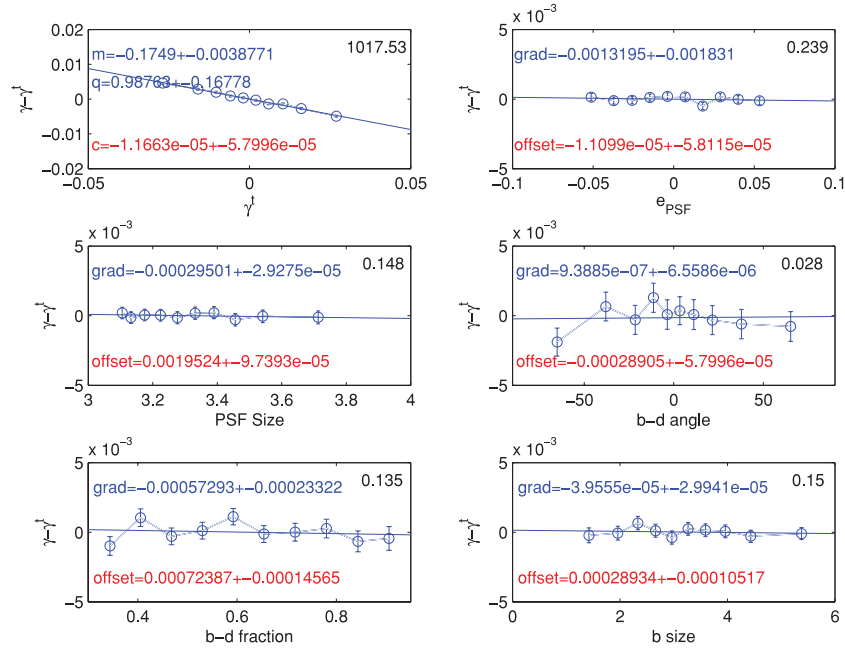 0.02
0.01
0
−0.01
−0.02
γ−γᵗ
m=−0.1749+−0.0038771
1017.53
q=0.98763+−0.16778
c=−1.1663e−05+−5.7996e−05
−0.05
0
0.05
γᵗ
x 10⁻³
5
0
−5
γ−γᵗ
grad=−0.0013195+−0.001831
0.239
offset=−1.1099e−05+−5.8115e−05
−0.1
−0.05
0
0.05
0.1
e_PSF
x 10⁻³
5
0
−5
γ−γᵗ
grad=−0.00029501+−2.9275e−05
0.148
offset=0.0019524+−9.7393e−05
3
3.2
3.4
3.6
3.8
4
PSF Size
x 10⁻³
5
0
−5
γ−γᵗ
grad=9.3885e−07+−6.5586e−06
0.028
offset=−0.00028905+−5.7996e−05
−50
0
50
b−d angle
x 10⁻³
5
0
−5
γ−γᵗ
grad=−0.00057293+−0.00023322
0.135
offset=0.00072387+−0.00014565
0.4
0.6
0.8
b−d fraction
x 10⁻³
5
0
−5
γ−γᵗ
grad=−3.9555e−05+−2.9941e−05
0.15
offset=0.00028934+−0.00010517
0
2
4
6
b size